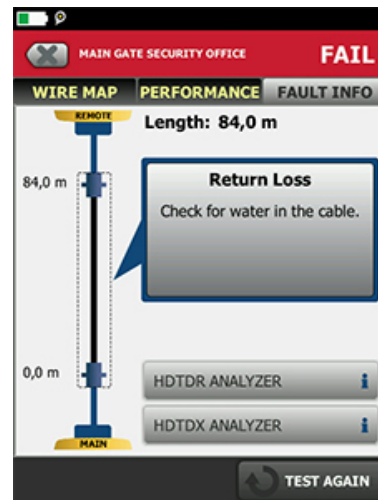 MAIN GATE SECURITY OFFICE
FAIL
WIRE MAP
PERFORMANCE
FAULT INFO
REMOTE
Length: 84,0 m
84,0 m
Return Loss
Check for water in the cable.
0,0 m
HDTDR ANALYZER
i
HDTDX ANALYZER
i
MAIN
TEST AGAIN